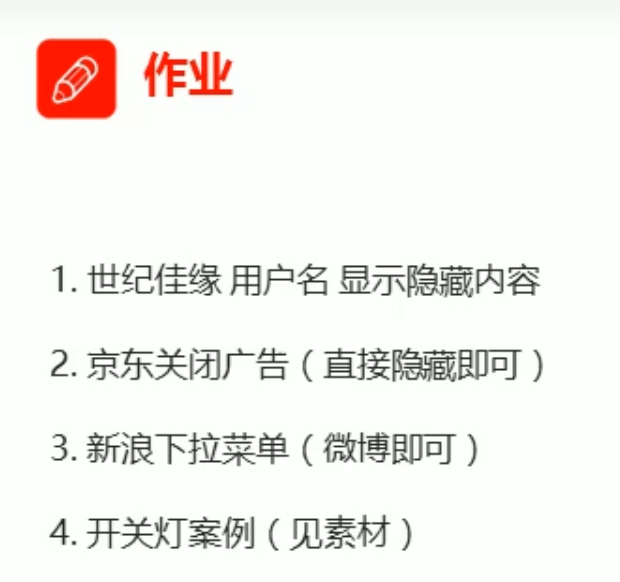 作业
1. 世纪佳缘 用户名 显示隐藏内容
2. 京东关闭广告（直接隐藏即可）
3. 新浪下拉菜单（微博即可）
4. 开关灯案例（见素材）